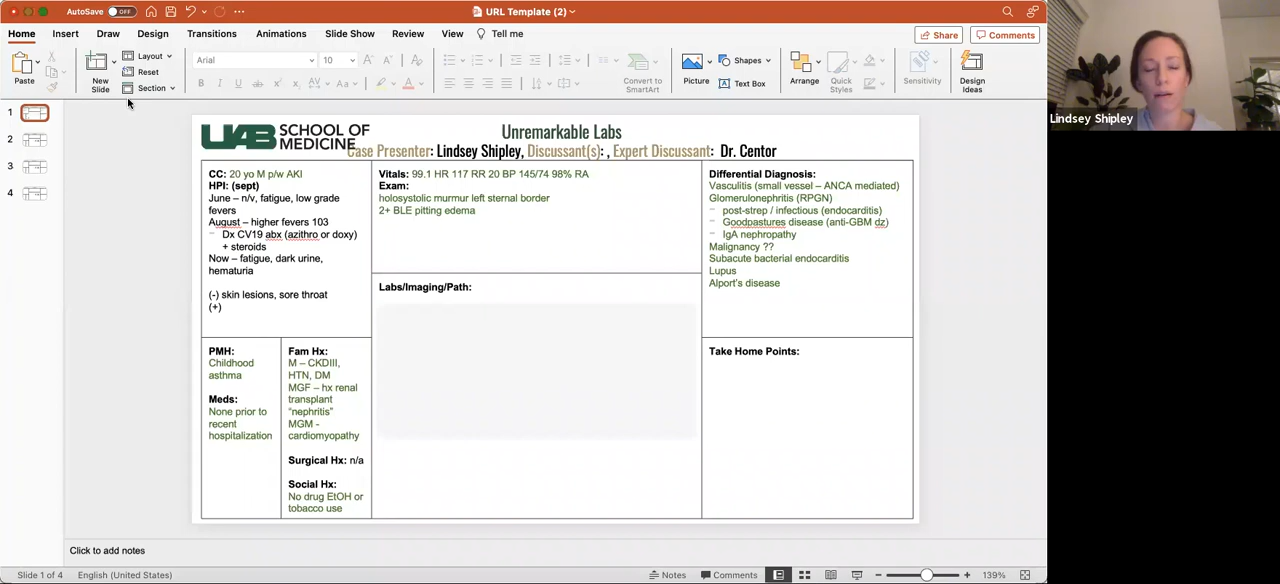 AutoSave OFF
URL Template (2)
Home Insert Draw Design Transitions Animations Slide Show Review View Tell me
Share Comments
Paste
New Slide
Layout
Reset
Section
Arial 10
Convert to SmartArt
Picture
Shapes
Text Box
Arrange
Quick Styles
Sensitivity
Design Ideas
1
2
3
4
UAB SCHOOL OF
MEDICINE
Unremarkable Labs
Case Presenter: Lindsey Shipley, Discussant(s): , Expert Discussant: Dr. Centor
CC: 20 yo M p/w AKI
HPI: (sept)
June – n/v, fatigue, low grade
fevers
August – higher fevers 103
- Dx CV19 abx (azithro or doxy)
+ steroids
Now – fatigue, dark urine,
hematuria
(-) skin lesions, sore throat
(+)
Vitals: 99.1 HR 117 RR 20 BP 145/74 98% RA
Exam:
holosystolic murmur left sternal border
2+ BLE pitting edema
Labs/Imaging/Path:
Differential Diagnosis:
Vasculitis (small vessel – ANCA mediated)
Glomerulonephritis (RPGN)
- post-strep / infectious (endocarditis)
- Goodpastures disease (anti-GBM dz)
- IgA nephropathy
Malignancy ??
Subacute bacterial endocarditis
Lupus
Alport's disease
PMH:
Childhood
asthma
Meds:
None prior to
recent
hospitalization
Fam Hx:
M – CKDIII,
HTN, DM
MGF – hx renal
transplant
“nephritis”
MGM -
cardiomyopathy
Surgical Hx: n/a
Social Hx:
No drug EtOH or
tobacco use
Take Home Points:
Click to add notes
Slide 1 of 4 English (United States) Notes Comments 139%
Lindsey Shipley